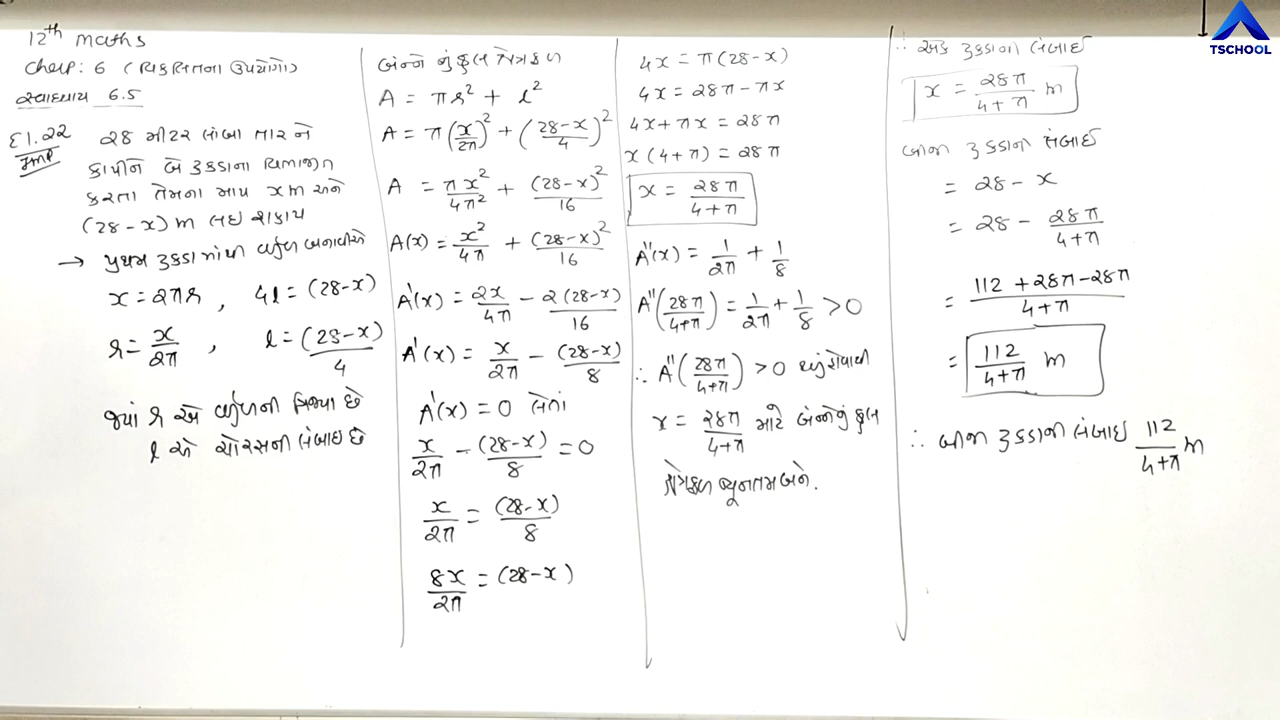 12th maths
Chap: 6 (વિકલિતના ઉપયોગો)
સ્વાધ્યાય 6.5
દા.22
Imp
28 મીટર લાંબા તાર ને
કાપીને બે ટુકડાના વિભાજીત
કરતા તેમના માપ x m અને
(28-x) m લઇ શકાય
→ પ્રથમ ટુકડામાંથી વર્તુળ બનાવીએ
x = 2πr , 4l = (28-x)
r = x/2π , l = (28-x)/4
જ્યાં r એ વર્તુળની ત્રિજ્યા છે
l એ ચોરસની લંબાઇ છે
બંન્ને નું કુલ ક્ષેત્રફળ
A = πr² + l²
A = π(x/2π)² + ((28-x)/4)²
A = πx²/4π² + (28-x)²/16
A(x) = x²/4π + (28-x)²/16
A'(x) = 2x/4π - 2(28-x)/16
A'(x) = x/2π - (28-x)/8
A'(x) = 0 લેતાં
x/2π - (28-x)/8 = 0
x/2π = (28-x)/8
8x/2π = (28-x)
4x = π(28-x)
4x = 28π - πx
4x + πx = 28π
x(4+π) = 28π
x = 28π/4+π
A''(x) = 1/2π + 1/8
A''(28π/4+π) = 1/2π + 1/8 > 0
∴ A''(28π/4+π) > 0 થતું હોવાથી
x = 28π/4+π માટે બંન્નેનું કુલ
ક્ષેત્રફળ ન્યૂનતમ બને.
∴ એક ટુકડાની લંબાઇ
x = 28π/4+π m
બીજા ટુકડાની લંબાઇ
= 28 - x
= 28 - 28π/4+π
= 112 + 28π - 28π/4+π
= 112/4+π m
∴ બીજા ટુકડાની લંબાઇ 112/4+π m
TSCHOOL